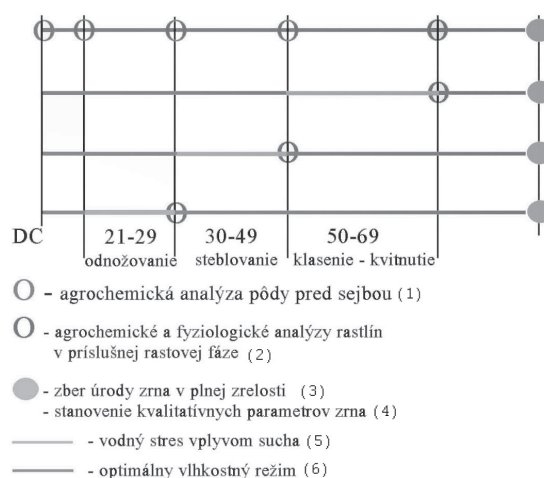 DC 21-29 30-49 50-69
odnožovanie steblovanie klasenie - kvitnutie
O - agrochemická analýza pôdy pred sejbou (1)
O - agrochemické a fyziologické analýzy rastlín
v príslušnej rastovej fáze (2)
- zber úrody zrna v plnej zrelosti (3)
- stanovenie kvalitatívnych parametrov zrna (4)
- vodný stres vplyvom sucha (5)
- optimálny vlhkostný režim (6)